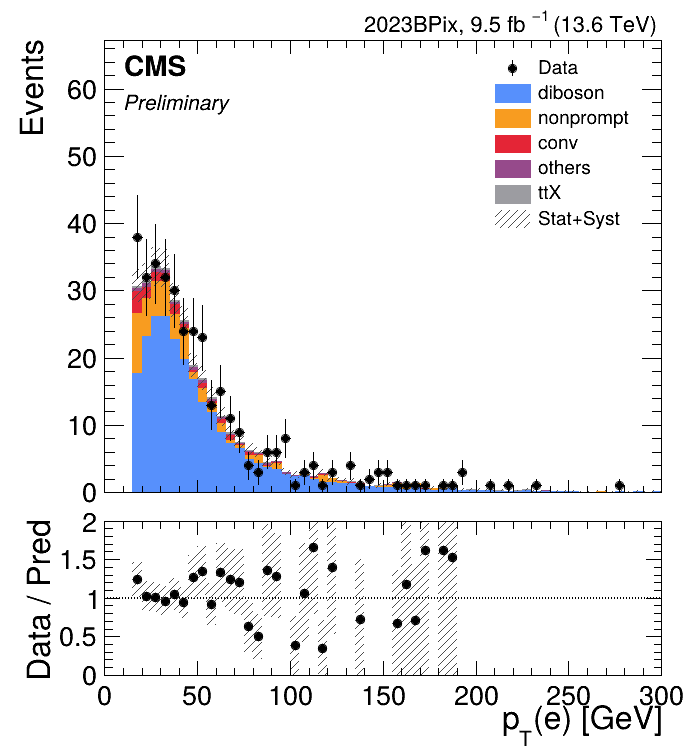 2023BPix, 9.5 fb⁻¹ (13.6 TeV)
CMS
Preliminary
Events
Data
diboson
nonprompt
conv
others
ttX
Stat+Syst
60
50
40
30
20
10
0
Data / Pred
2
1.5
1
0.5
0
0 50 100 150 200 250 300
p_T(e) [GeV]